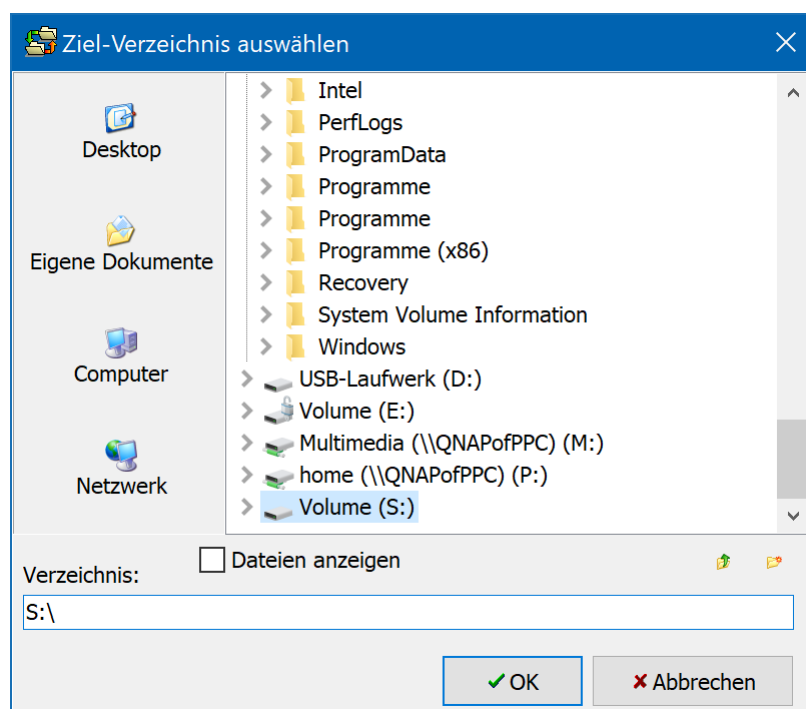 Ziel-Verzeichnis auswählen
Desktop
Eigene Dokumente
Computer
Netzwerk
Intel
PerfLogs
ProgramData
Programme
Programme
Programme (x86)
Recovery
System Volume Information
Windows
USB-Laufwerk (D:)
Volume (E:)
Multimedia (\\QNAPofPPC) (M:)
home (\\QNAPofPPC) (P:)
Volume (S:)
Verzeichnis:
Dateien anzeigen
S:\
OK
Abbrechen